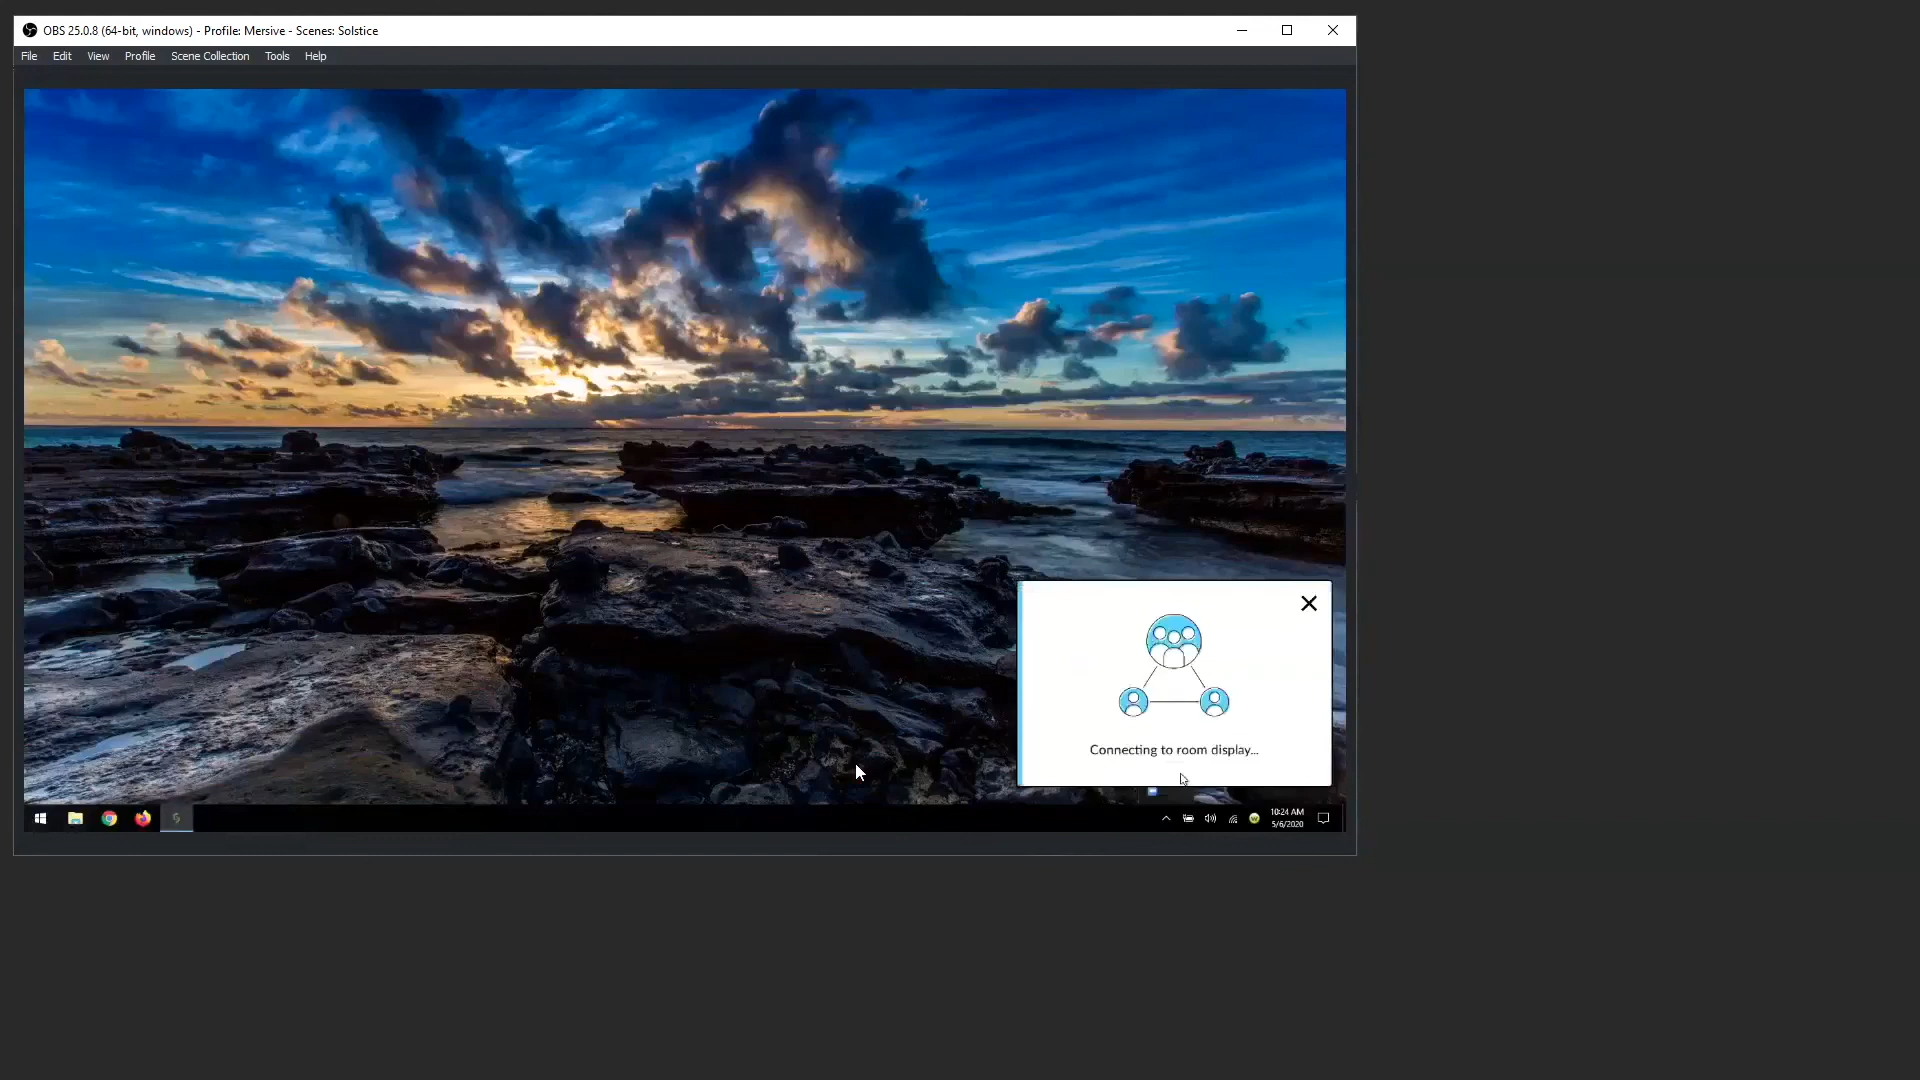 OBS 25.0.8 (64-bit, windows) - Profile: Mersive - Scenes: Solstice
File Edit View Profile Scene Collection Tools Help
Connecting to room display...
10:24 AM
5/6/2020